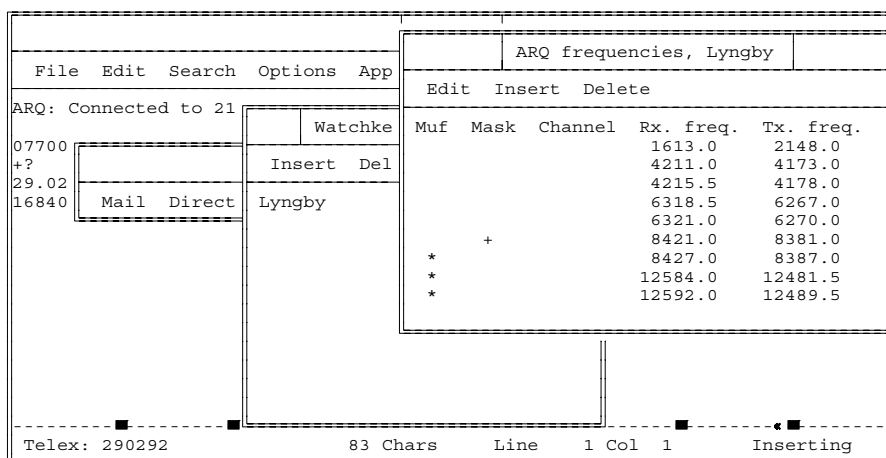 ARQ frequencies, Lyngby
File Edit Search Options App
Edit Insert Delete
ARQ: Connected to 21
Watchke
Muf Mask Channel Rx. freq. Tx. freq.
07700
1613.0 2148.0
+?
Insert Del
4211.0 4173.0
29.02
4215.5 4178.0
16840
Mail Direct
Lyngby
6318.5 6267.0
6321.0 6270.0
+ 8421.0 8381.0
* 8427.0 8387.0
* 12584.0 12481.5
* 12592.0 12489.5
Telex: 290292 83 Chars Line 1 Col 1 Inserting